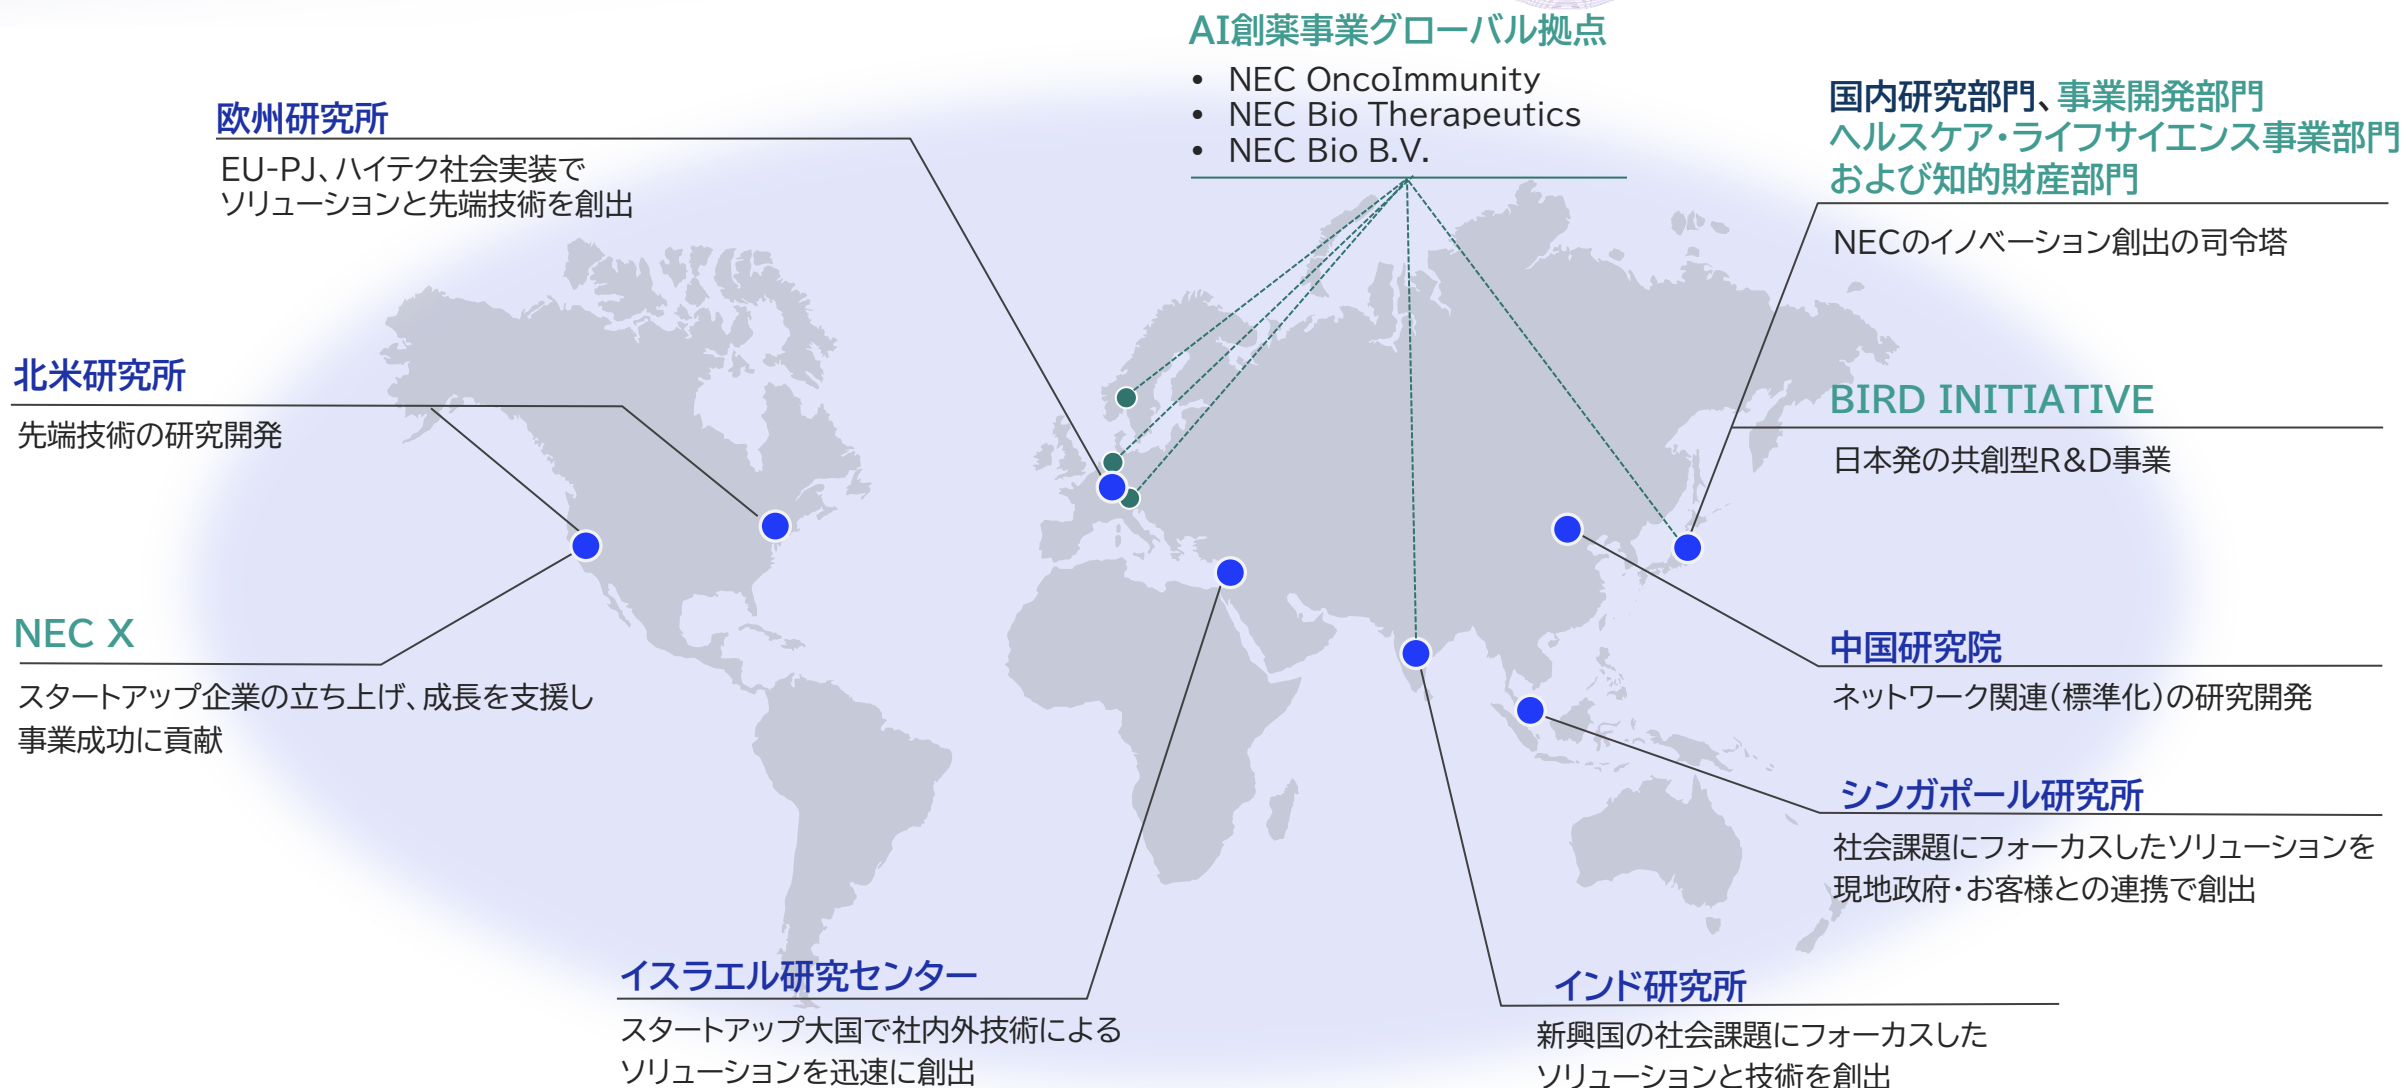 AI創薬事業グローバル拠点
• NEC OncoImmunity
• NEC Bio Therapeutics
• NEC Bio B.V.
欧州研究所
EU-PJ、ハイテク社会実装で
ソリューションと先端技術を創出
国内研究部門、事業開発部門
ヘルスケア・ライフサイエンス事業部門
および知的財産部門
NECのイノベーション創出の司令塔
北米研究所
先端技術の研究開発
BIRD INITIATIVE
日本発の共創型R&D事業
NEC X
スタートアップ企業の立ち上げ、成長を支援し
事業成功に貢献
中国研究院
ネットワーク関連(標準化)の研究開発
シンガポール研究所
社会課題にフォーカスしたソリューションを
現地政府・お客様との連携で創出
イスラエル研究センター
スタートアップ大国で社内外技術による
ソリューションを迅速に創出
インド研究所
新興国の社会課題にフォーカスした
ソリューションと技術を創出